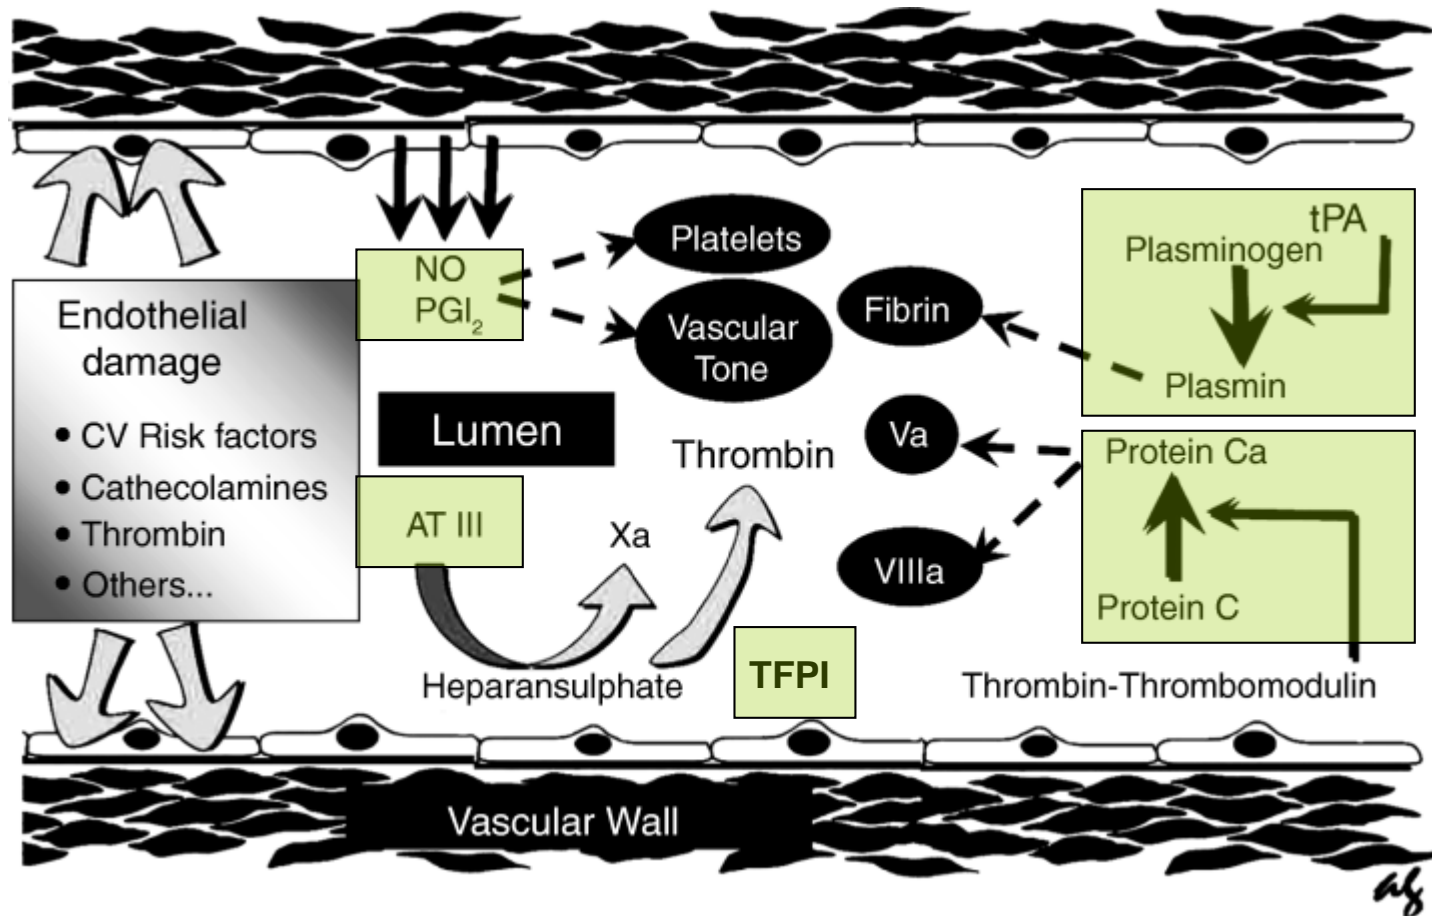 tPA
Plasminogen
Platelets
NO
PGI₂
Fibrin
Endothelial
damage
Vascular
Tone
Plasmin
• CV Risk factors
Lumen
Va
Thrombin
Protein Ca
• Cathecolamines
AT III
• Thrombin
Xa
• Others...
VIIIa
Protein C
Heparansulphate
TFPI
Thrombin-Thrombomodulin
Vascular Wall